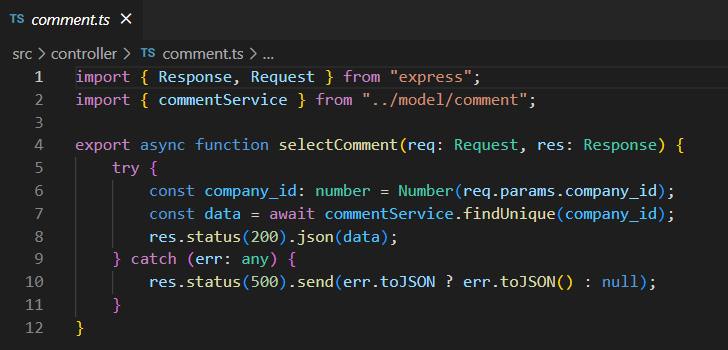 TS comment.ts ×
src > controller > TS comment.ts > ...
1 import { Response, Request } from "express";
2 import { commentService } from "../model/comment";
3
4 export async function selectComment(req: Request, res: Response) {
5     try {
6         const company_id: number = Number(req.params.company_id);
7         const data = await commentService.findUnique(company_id);
8         res.status(200).json(data);
9     } catch (err: any) {
10         res.status(500).send(err.toJSON ? err.toJSON() : null);
11     }
12 }